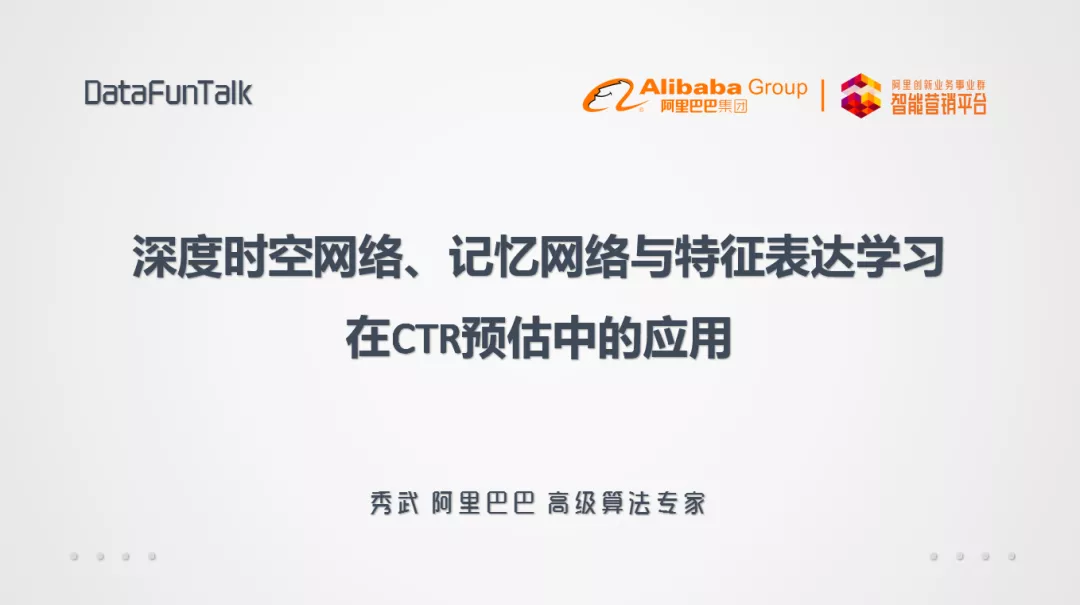 DataFunTalk
Alibaba Group
阿里巴巴集团
阿里创新业务事业群
智能营销平台
深度时空网络、记忆网络与特征表达学习
在CTR预估中的应用
秀武 阿里巴巴 高级算法专家